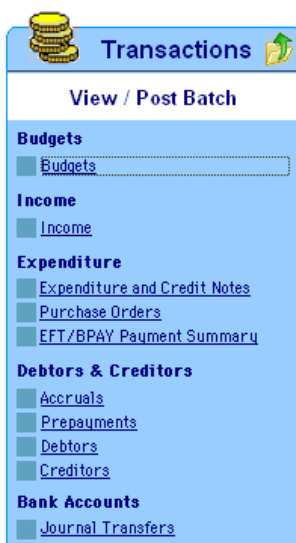 Transactions
View / Post Batch
Budgets
Budgets
Income
Income
Expenditure
Expenditure and Credit Notes
Purchase Orders
EFT/BPAY Payment Summary
Debtors & Creditors
Accruals
Prepayments
Debtors
Creditors
Bank Accounts
Journal Transfers